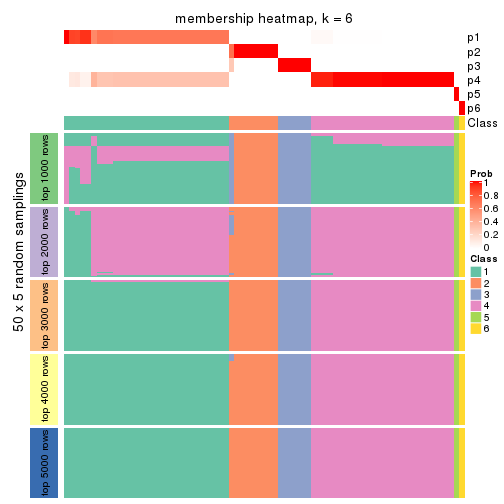 membership heatmap, k = 6
p1
p2
p3
p4
p5
p6
Class
50 x 5 random samplings
top 1000 rows
top 2000 rows
top 3000 rows
top 4000 rows
top 5000 rows
Prob
1
0.8
0.6
0.4
0.2
0
Class
1
2
3
4
5
6